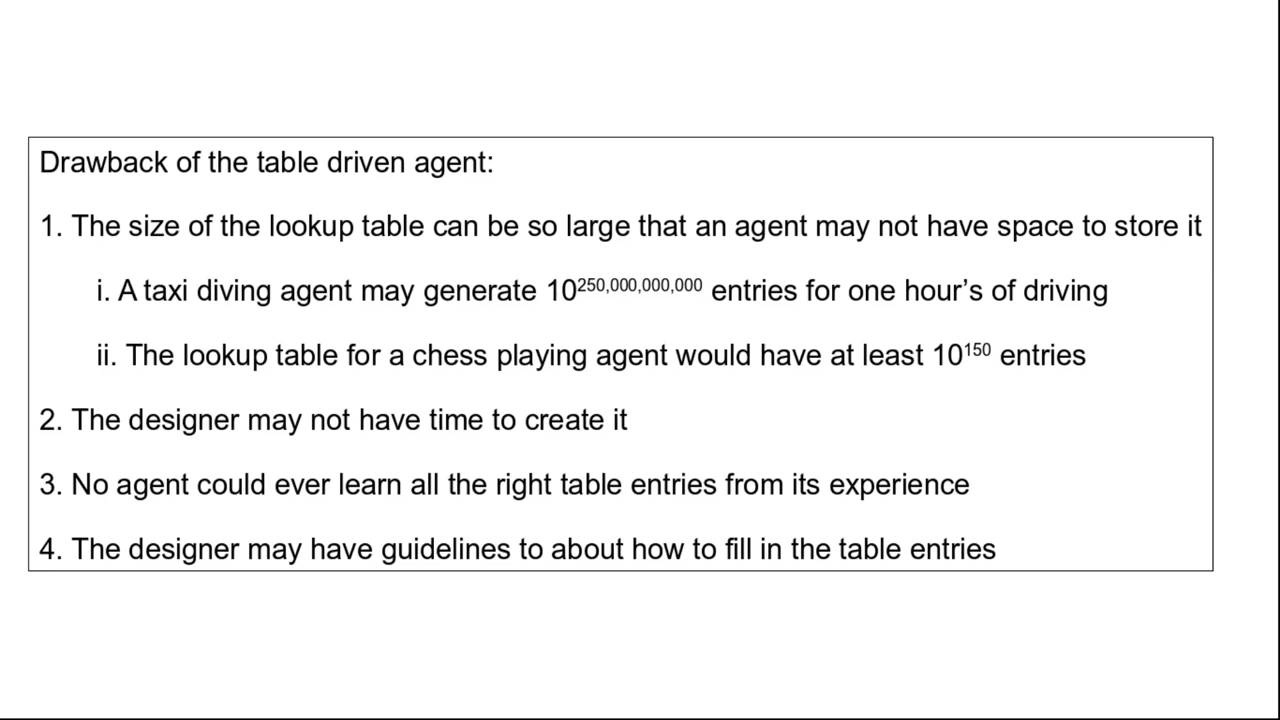 Drawback of the table driven agent:
1. The size of the lookup table can be so large that an agent may not have space to store it
i. A taxi diving agent may generate 10^250,000,000,000 entries for one hour's of driving
ii. The lookup table for a chess playing agent would have at least 10^150 entries
2. The designer may not have time to create it
3. No agent could ever learn all the right table entries from its experience
4. The designer may have guidelines to about how to fill in the table entries